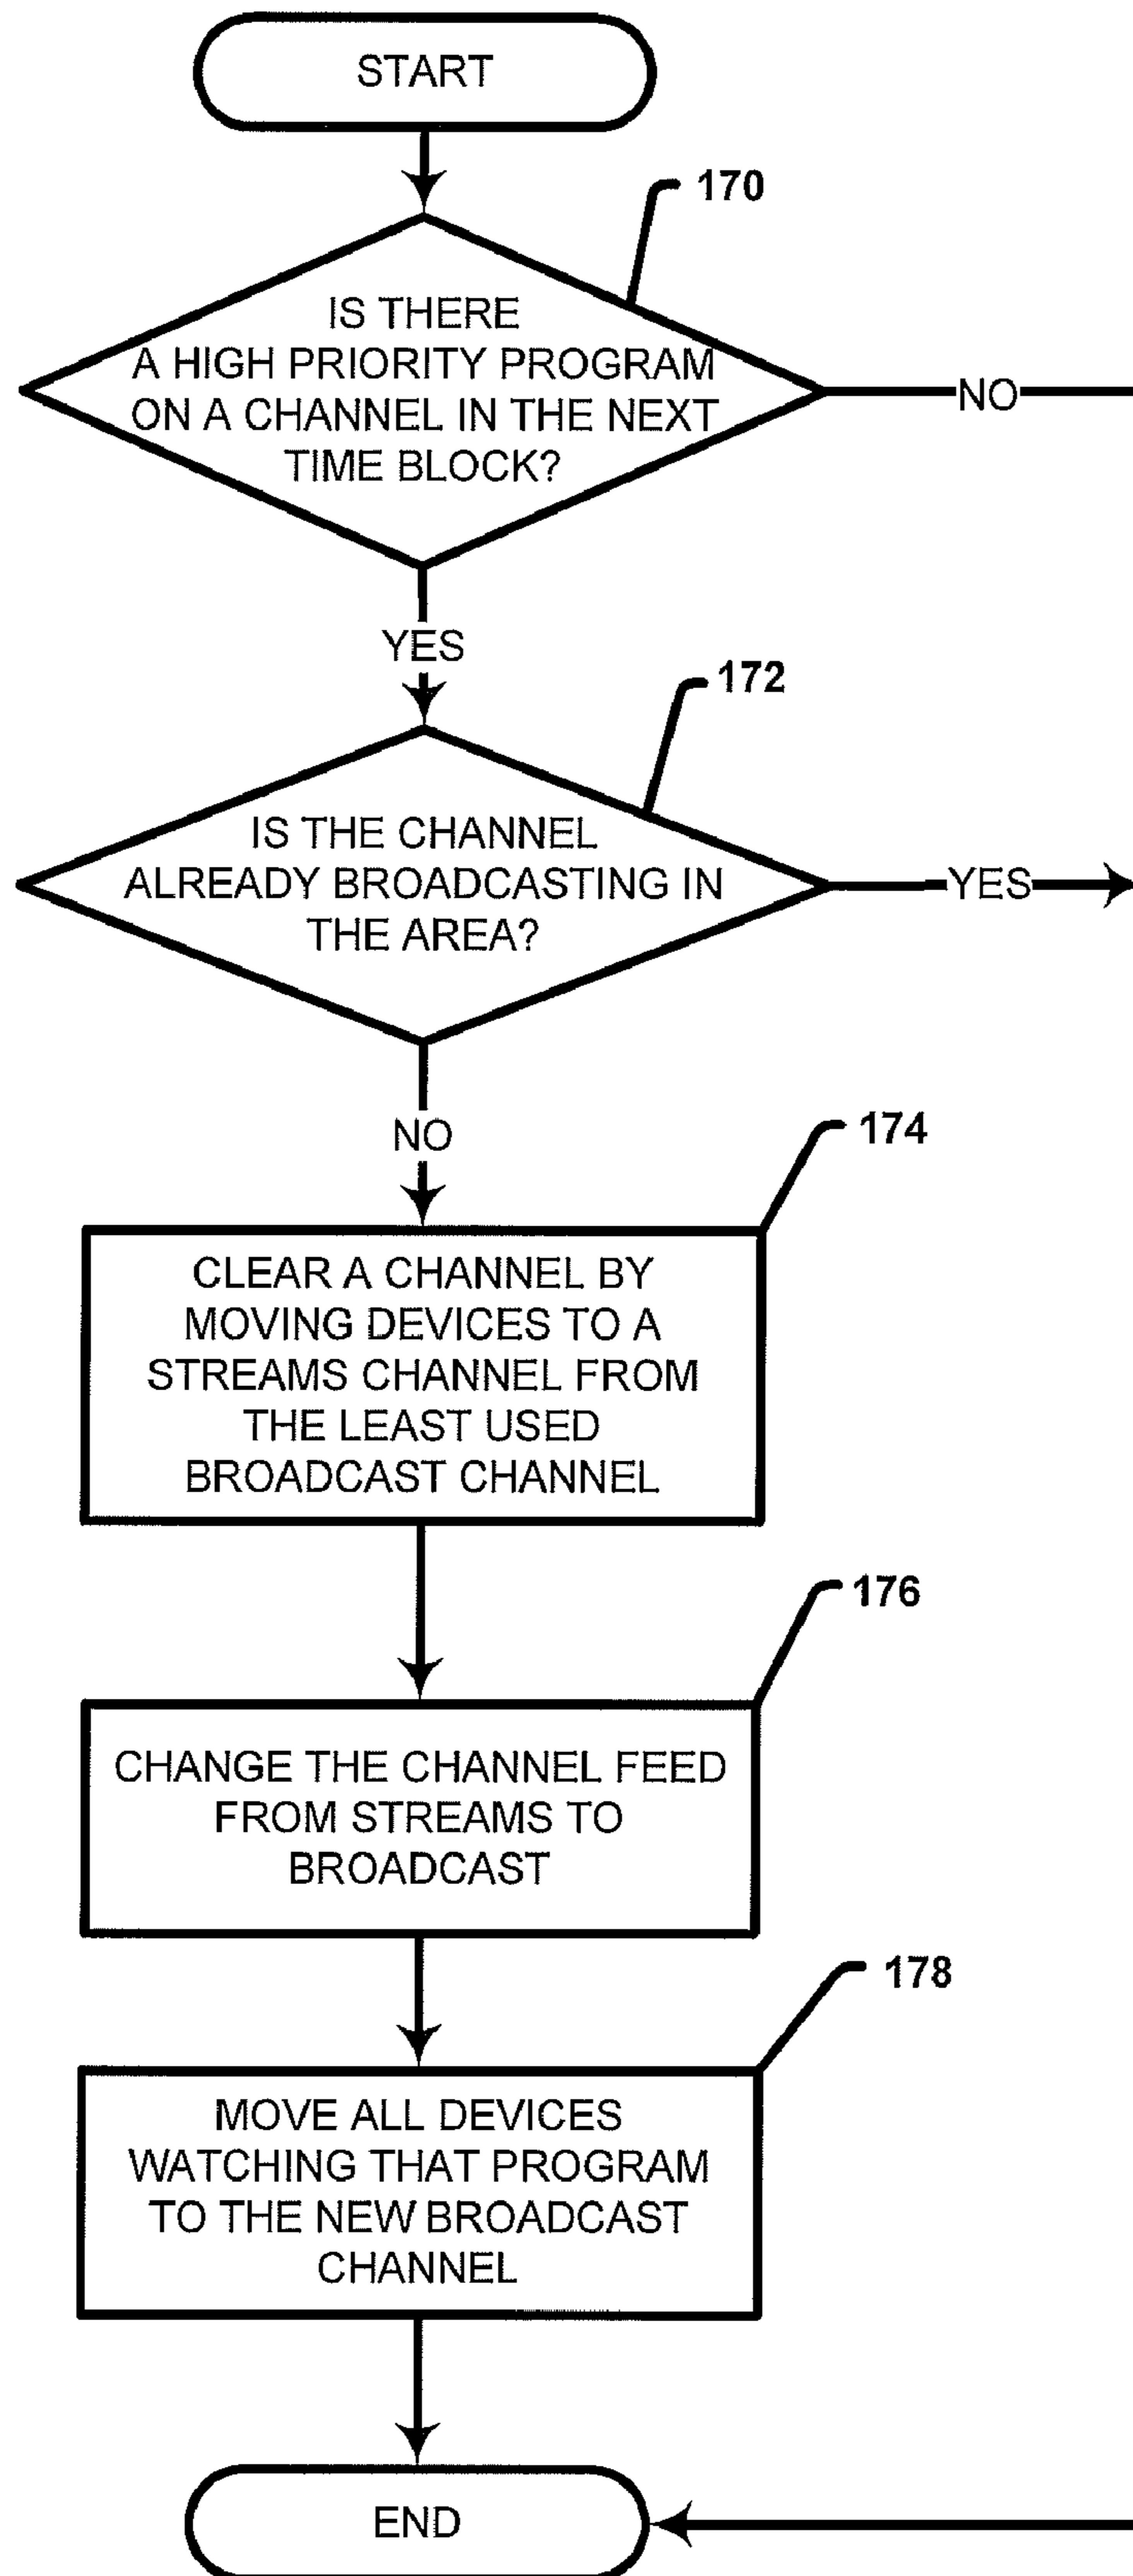 START
170
IS THERE
A HIGH PRIORITY PROGRAM
ON A CHANNEL IN THE NEXT
TIME BLOCK?
NO
YES
172
IS THE CHANNEL
ALREADY BROADCASTING IN
THE AREA?
YES
NO
174
CLEAR A CHANNEL BY
MOVING DEVICES TO A
STREAMS CHANNEL FROM
THE LEAST USED
BROADCAST CHANNEL
176
CHANGE THE CHANNEL FEED
FROM STREAMS TO
BROADCAST
178
MOVE ALL DEVICES
WATCHING THAT PROGRAM
TO THE NEW BROADCAST
CHANNEL
END